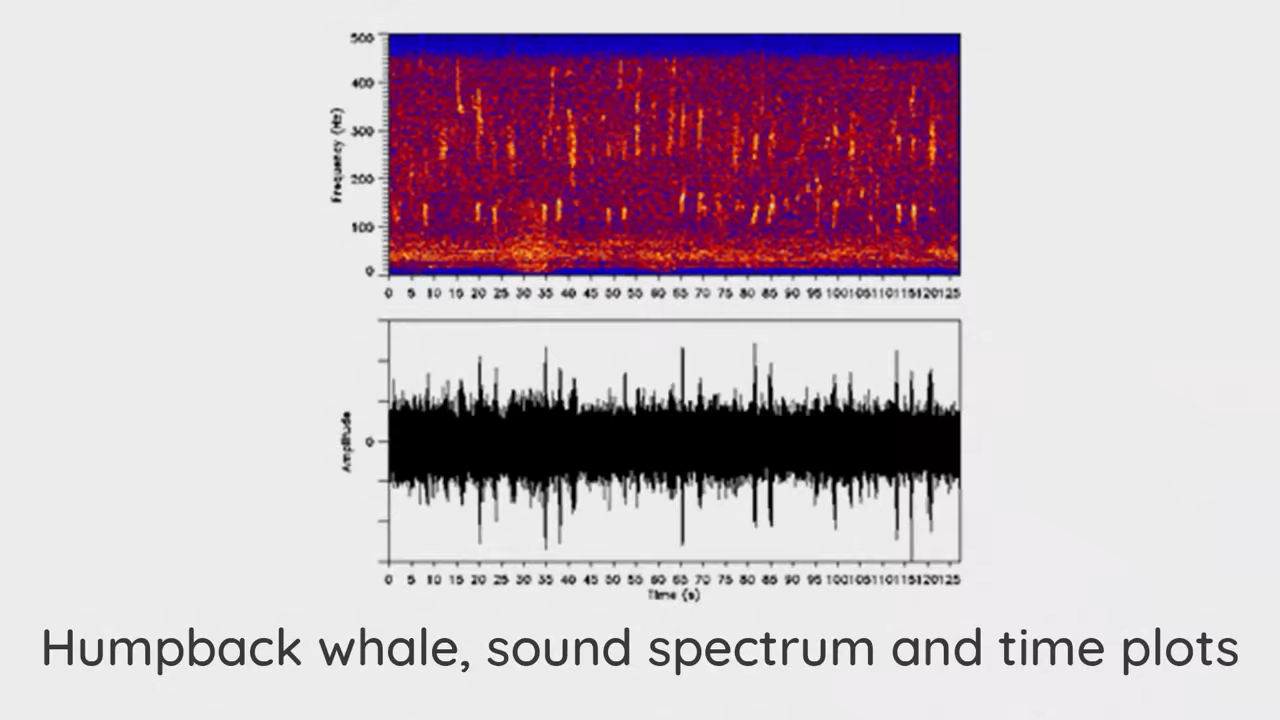 500
400
300
200
100
0
Frequency (Hz)
0 5 10 15 20 25 30 35 40 45 50 55 60 65 70 75 80 85 90 95 100105110115120125
0
Amplitude
0 5 10 15 20 25 30 35 40 45 50 55 60 65 70 75 80 85 90 95 100105110115120125
Time (s)
Humpback whale, sound spectrum and time plots